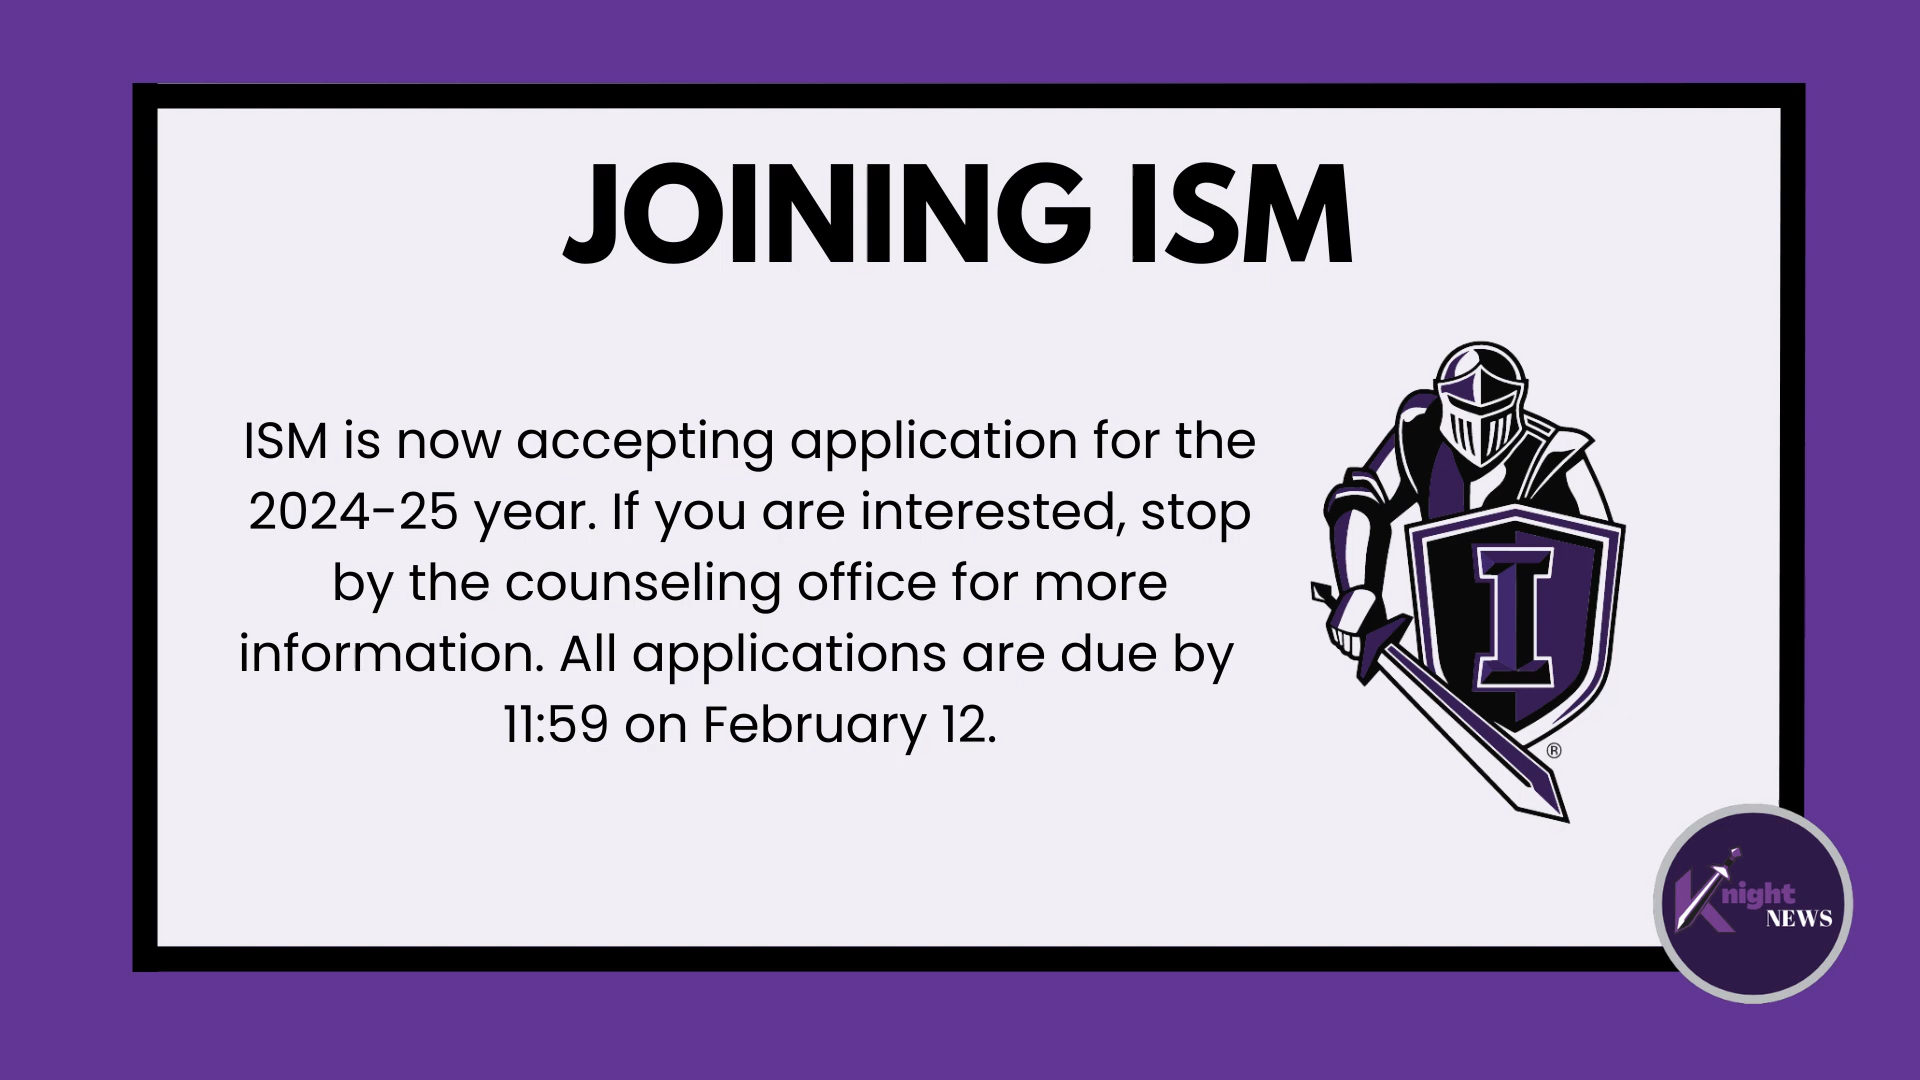 JOINING ISM
ISM is now accepting application for the
2024-25 year. If you are interested, stop
by the counseling office for more
information. All applications are due by
11:59 on February 12.
I
®
Knight
NEWS